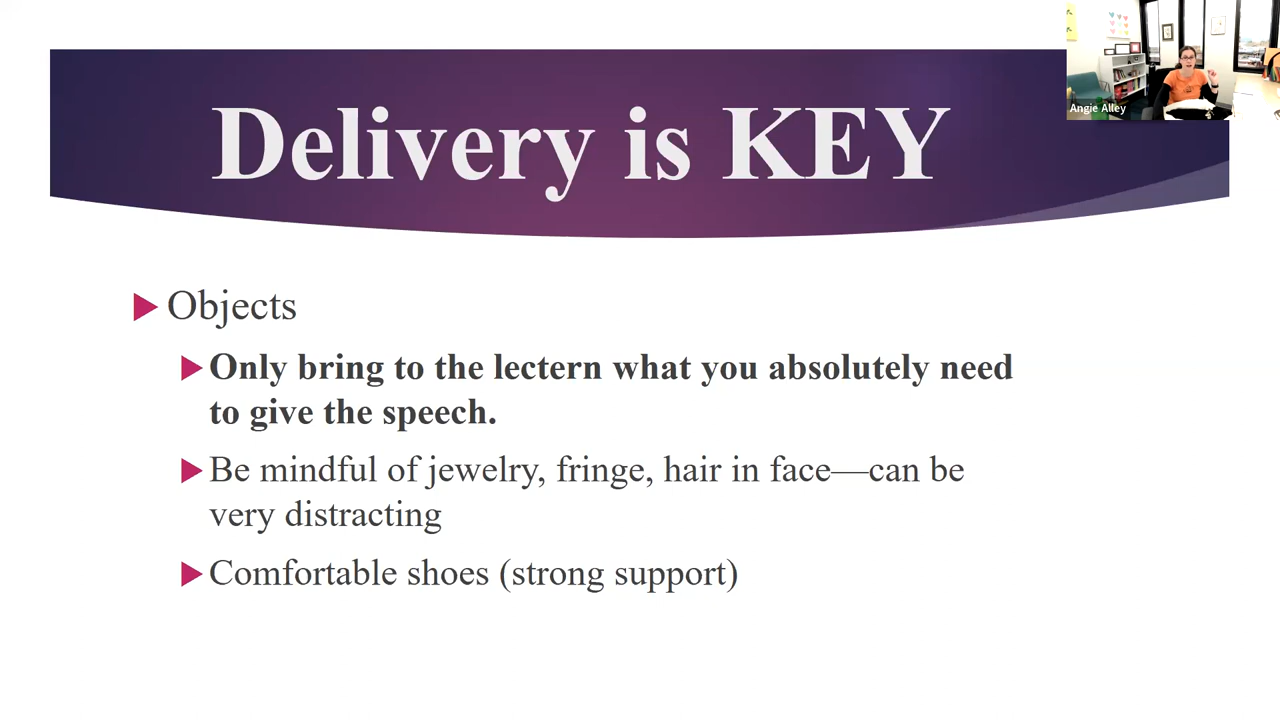 Delivery is KEY
Angie Alley
Objects
Only bring to the lectern what you absolutely need
to give the speech.
Be mindful of jewelry, fringe, hair in face—can be
very distracting
Comfortable shoes (strong support)